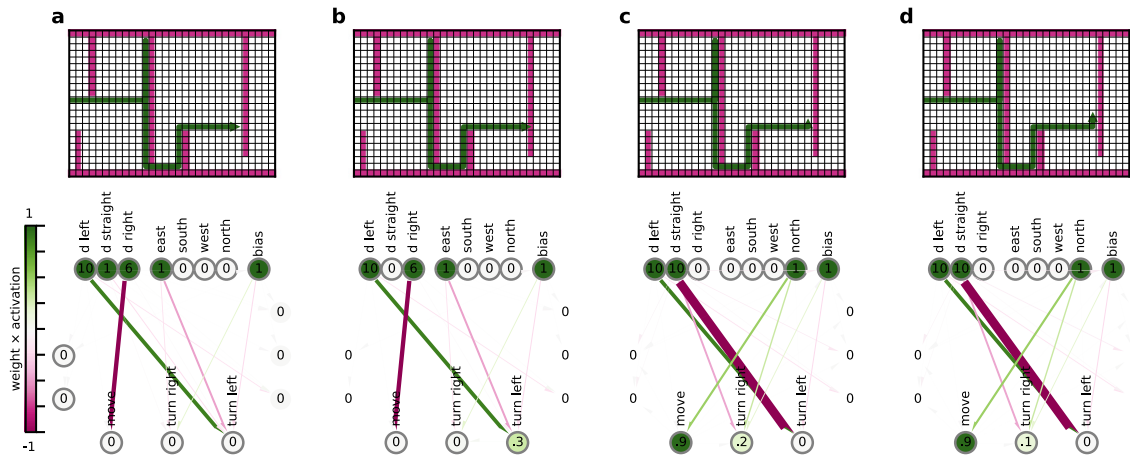 a
b
c
d
1
weight × activation
-1
d left
d straight
d right
east
south
west
north
bias
10
1
6
1
0
0
0
1
0
0
0
0
0
move
turn right
turn left
0
0
0
d left
d straight
d right
east
south
west
north
bias
10
0
6
1
0
0
0
1
0
0
0
0
0
move
turn right
turn left
0
0
.3
d left
d straight
d right
east
south
west
north
bias
10
10
0
0
0
0
1
1
0
0
0
0
0
move
turn right
turn left
.9
.2
0
d left
d straight
d right
east
south
west
north
bias
10
10
0
0
0
0
1
1
0
0
0
0
0
move
turn right
turn left
.9
.1
0